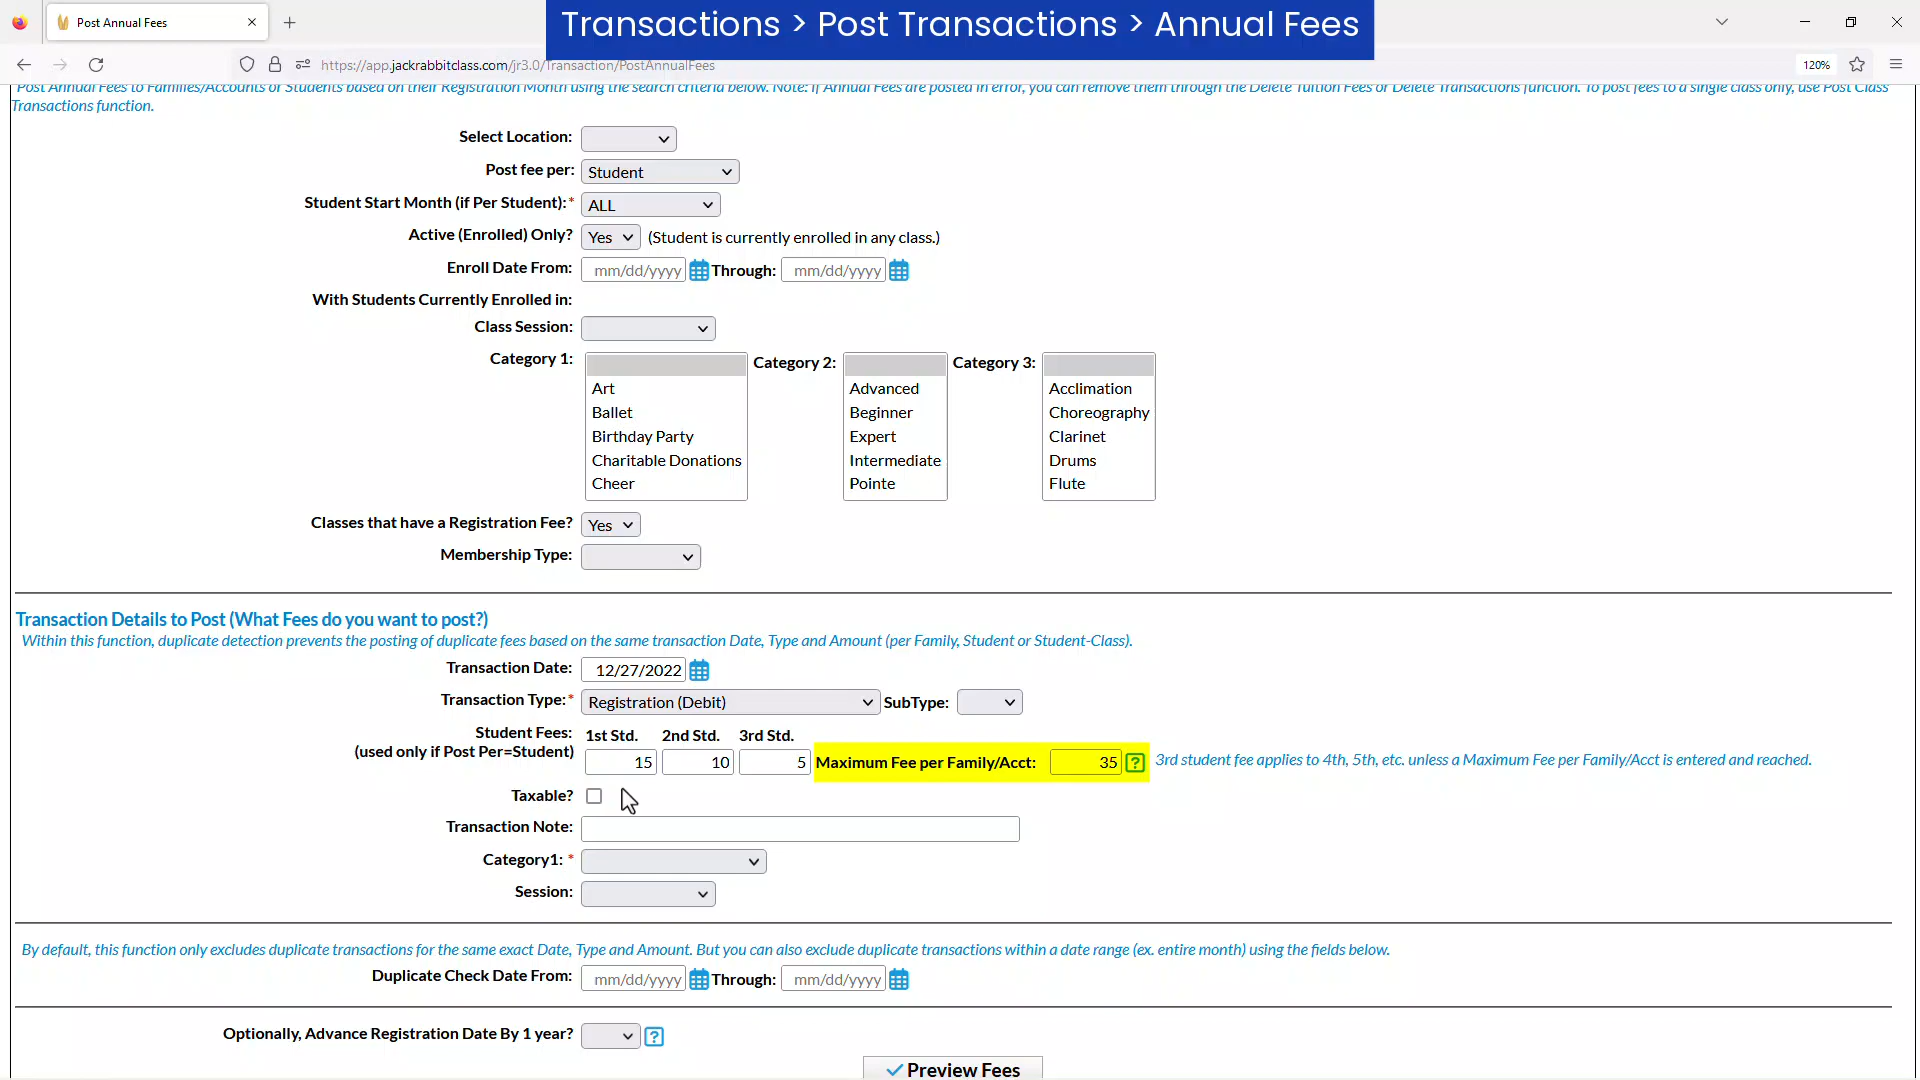 Post Annual Fees
Transactions > Post Transactions > Annual Fees
https://app.jackrabbitclass.com/jr3.0/Transaction/PostAnnualFees
120%
Post Annual Fees to Families/Accounts or Students based on their Registration Month using the search criteria below. Note: If Annual Fees are posted in error, you can remove them through the Delete Tuition Fees or Delete Transactions function. To post fees to a single class only, use Post Class
Transactions function.
Select Location:
Post fee per: Student
Student Start Month (if Per Student):* ALL
Active (Enrolled) Only? Yes (Student is currently enrolled in any class.)
Enroll Date From: mm/dd/yyyy Through: mm/dd/yyyy
With Students Currently Enrolled in:
Class Session:
Category 1: Category 2: Category 3:
Art Advanced Acclimation
Ballet Beginner Choreography
Birthday Party Expert Clarinet
Charitable Donations Intermediate Drums
Cheer Pointe Flute
Classes that have a Registration Fee? Yes
Membership Type:
Transaction Details to Post (What Fees do you want to post?)
Within this function, duplicate detection prevents the posting of duplicate fees based on the same transaction Date, Type and Amount (per Family, Student or Student-Class).
Transaction Date: 12/27/2022
Transaction Type:* Registration (Debit) SubType:
Student Fees: 1st Std. 2nd Std. 3rd Std.
(used only if Post Per=Student) 15 10 5 Maximum Fee per Family/Acct: 35 ? 3rd student fee applies to 4th, 5th, etc. unless a Maximum Fee per Family/Acct is entered and reached.
Taxable?
Transaction Note:
Category1: *
Session:
By default, this function only excludes duplicate transactions for the same exact Date, Type and Amount. But you can also exclude duplicate transactions within a date range (ex. entire month) using the fields below.
Duplicate Check Date From: mm/dd/yyyy Through: mm/dd/yyyy
Optionally, Advance Registration Date By 1 year? ?
Preview Fees